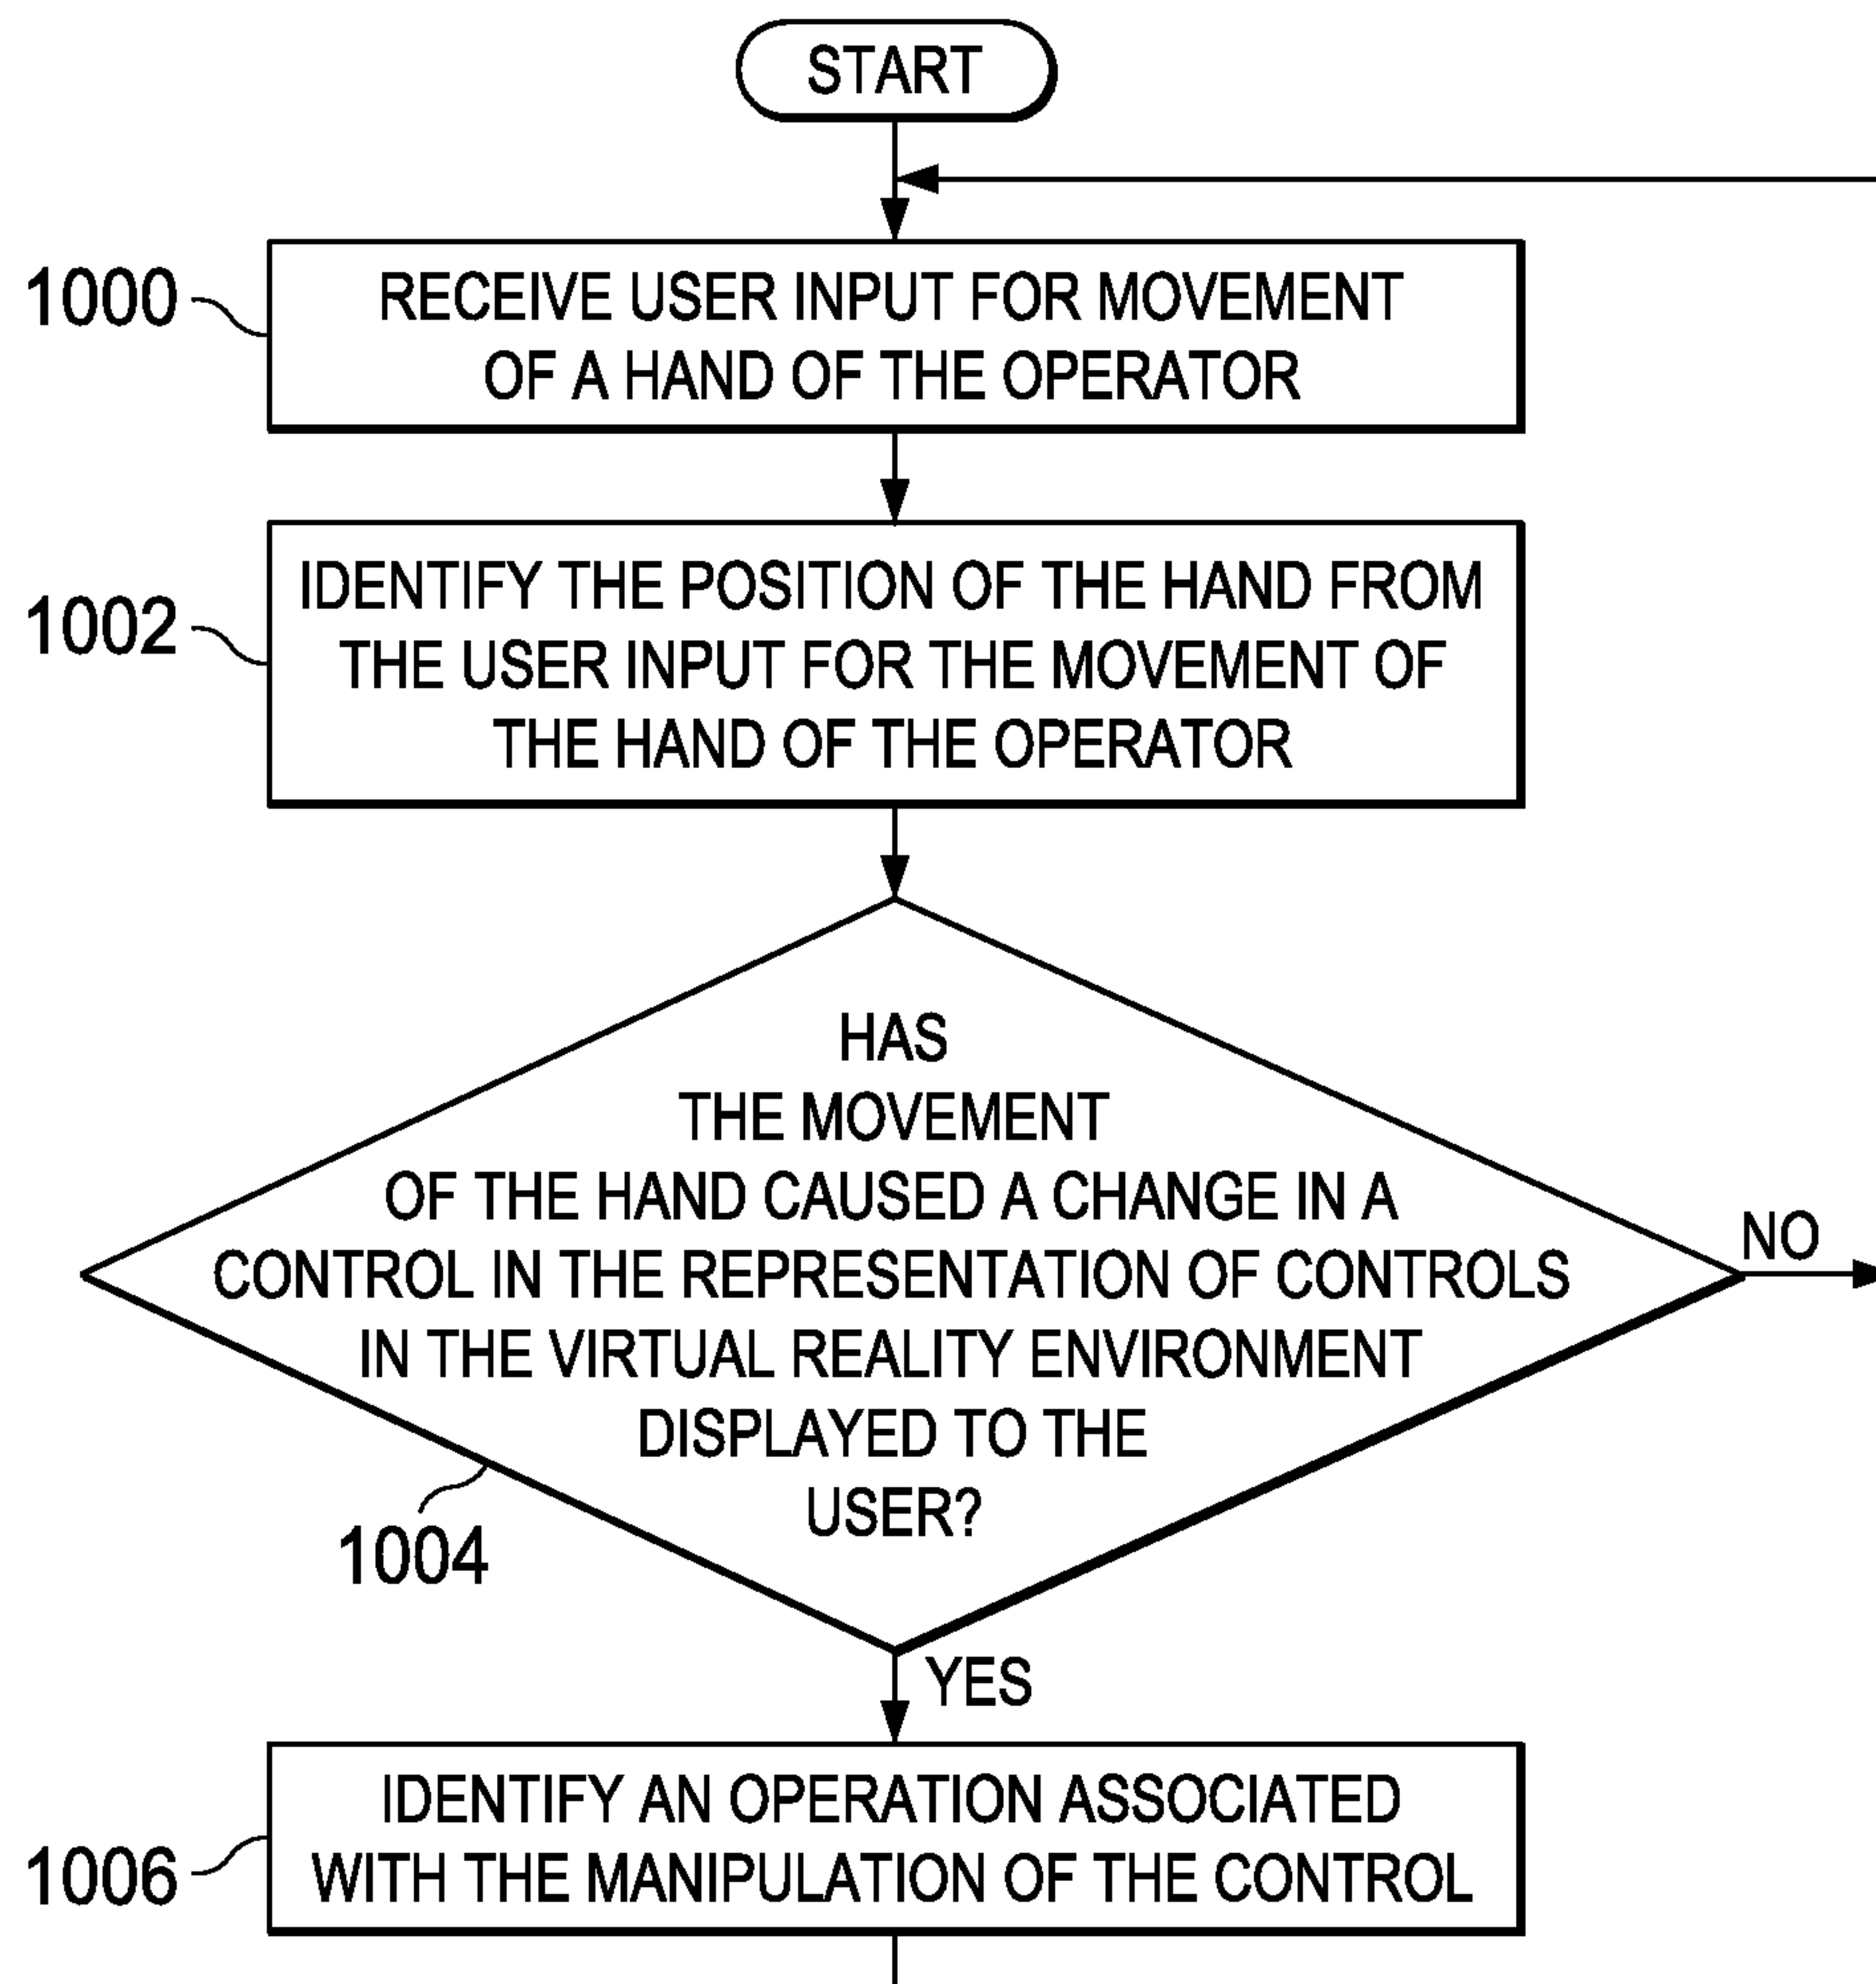 START
1000
RECEIVE USER INPUT FOR MOVEMENT
OF A HAND OF THE OPERATOR
1002
IDENTIFY THE POSITION OF THE HAND FROM
THE USER INPUT FOR THE MOVEMENT OF
THE HAND OF THE OPERATOR
HAS
THE MOVEMENT
OF THE HAND CAUSED A CHANGE IN A
CONTROL IN THE REPRESENTATION OF CONTROLS
IN THE VIRTUAL REALITY ENVIRONMENT
DISPLAYED TO THE
USER?
NO
1004
YES
1006
IDENTIFY AN OPERATION ASSOCIATED
WITH THE MANIPULATION OF THE CONTROL